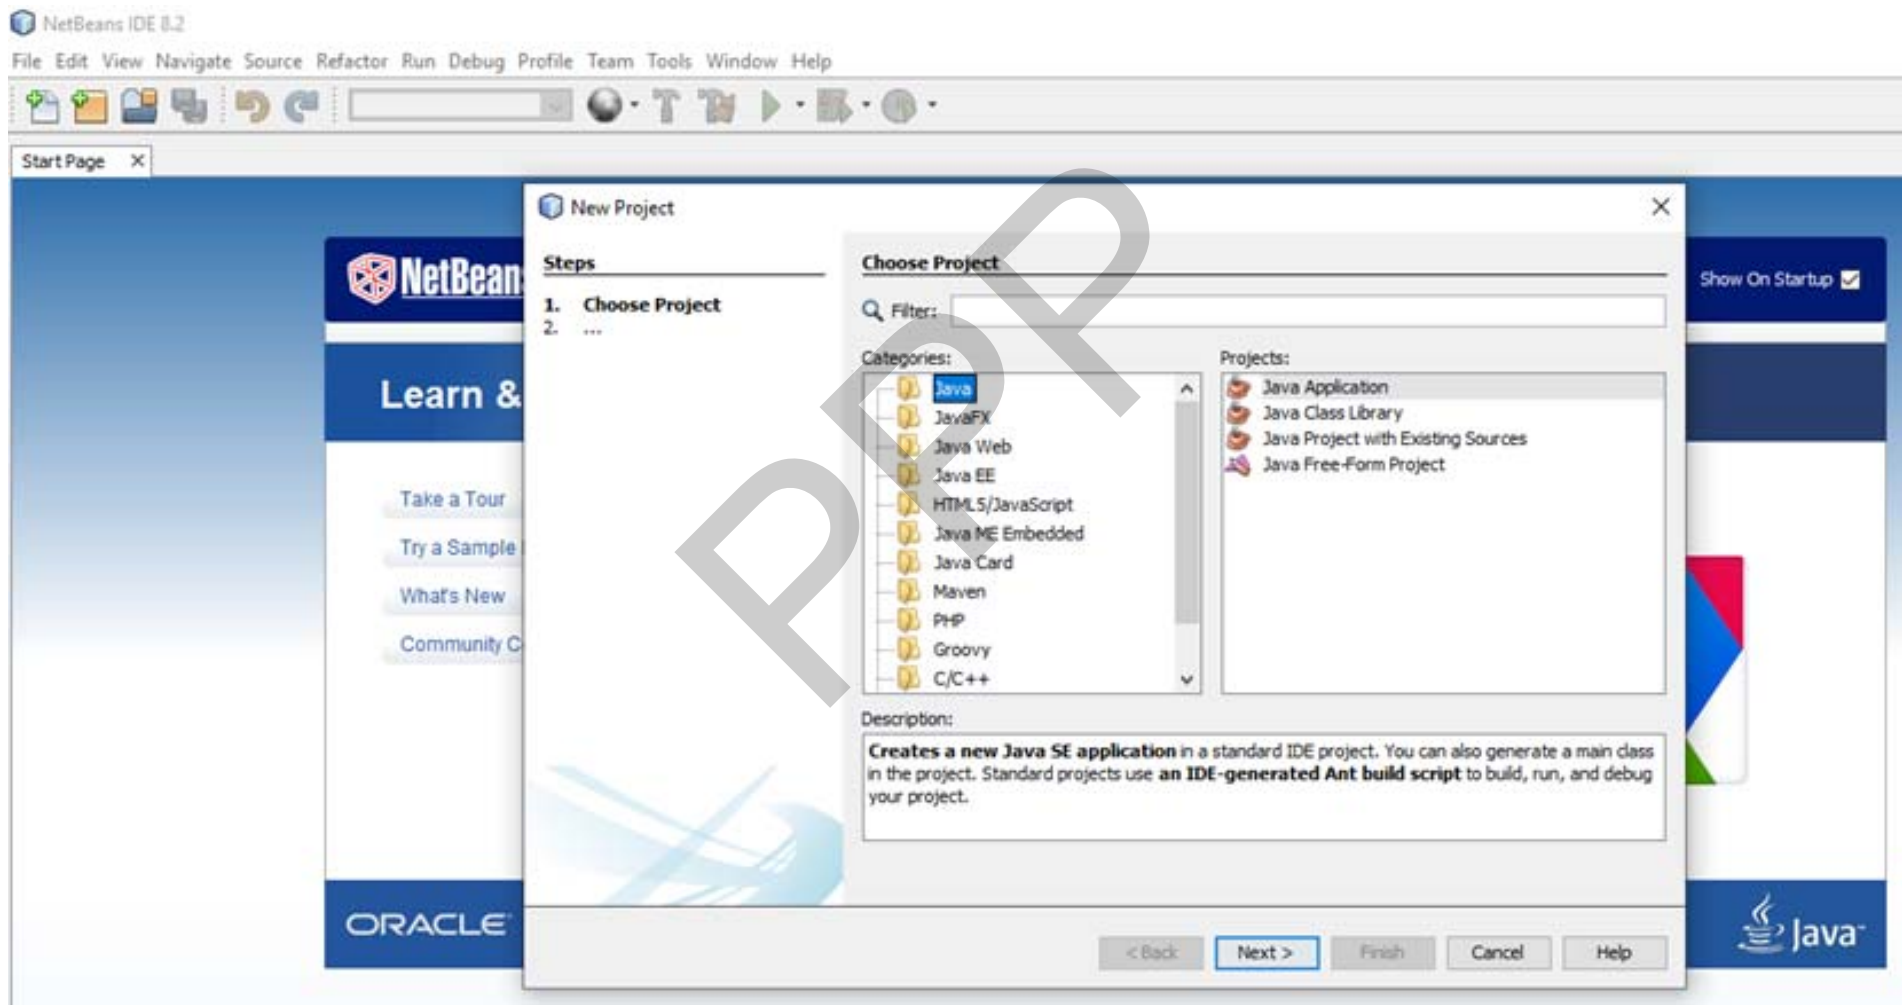 NetBeans IDE 8.2
File Edit View Navigate Source Refactor Run Debug Profile Team Tools Window Help
Start Page
New Project
NetBeans
Show On Startup
Steps
1. Choose Project
2. ...
Choose Project
Filter:
Categories:
Java
JavaFX
Java Web
Java EE
HTML5/JavaScript
Java ME Embedded
Java Card
Maven
PHP
Groovy
C/C++
Projects:
Java Application
Java Class Library
Java Project with Existing Sources
Java Free-Form Project
Learn &
Take a Tour
Try a Sample
What's New
Community C
Description:
Creates a new Java SE application in a standard IDE project. You can also generate a main class
in the project. Standard projects use an IDE-generated Ant build script to build, run, and debug
your project.
< Back Next > Finish Cancel Help
ORACLE
Java
PPP